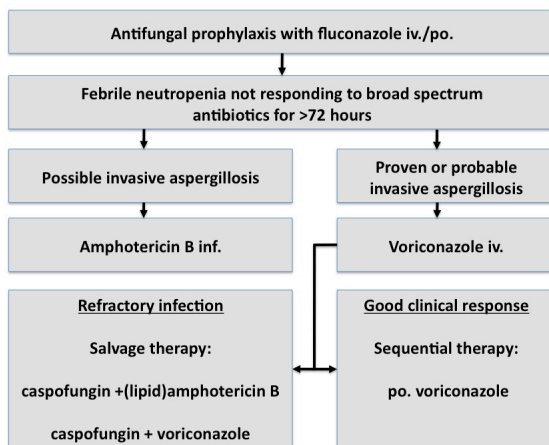 Antifungal prophylaxis with fluconazole iv./po.
Febrile neutropenia not responding to broad spectrum
antibiotics for >72 hours
Possible invasive aspergillosis
Proven or probable
invasive aspergillosis
Amphotericin B inf.
Voriconazole iv.
Refractory infection
Salvage therapy:
caspofungin +(lipid)amphotericin B
caspofungin + voriconazole
Good clinical response
Sequential therapy:
po. voriconazole